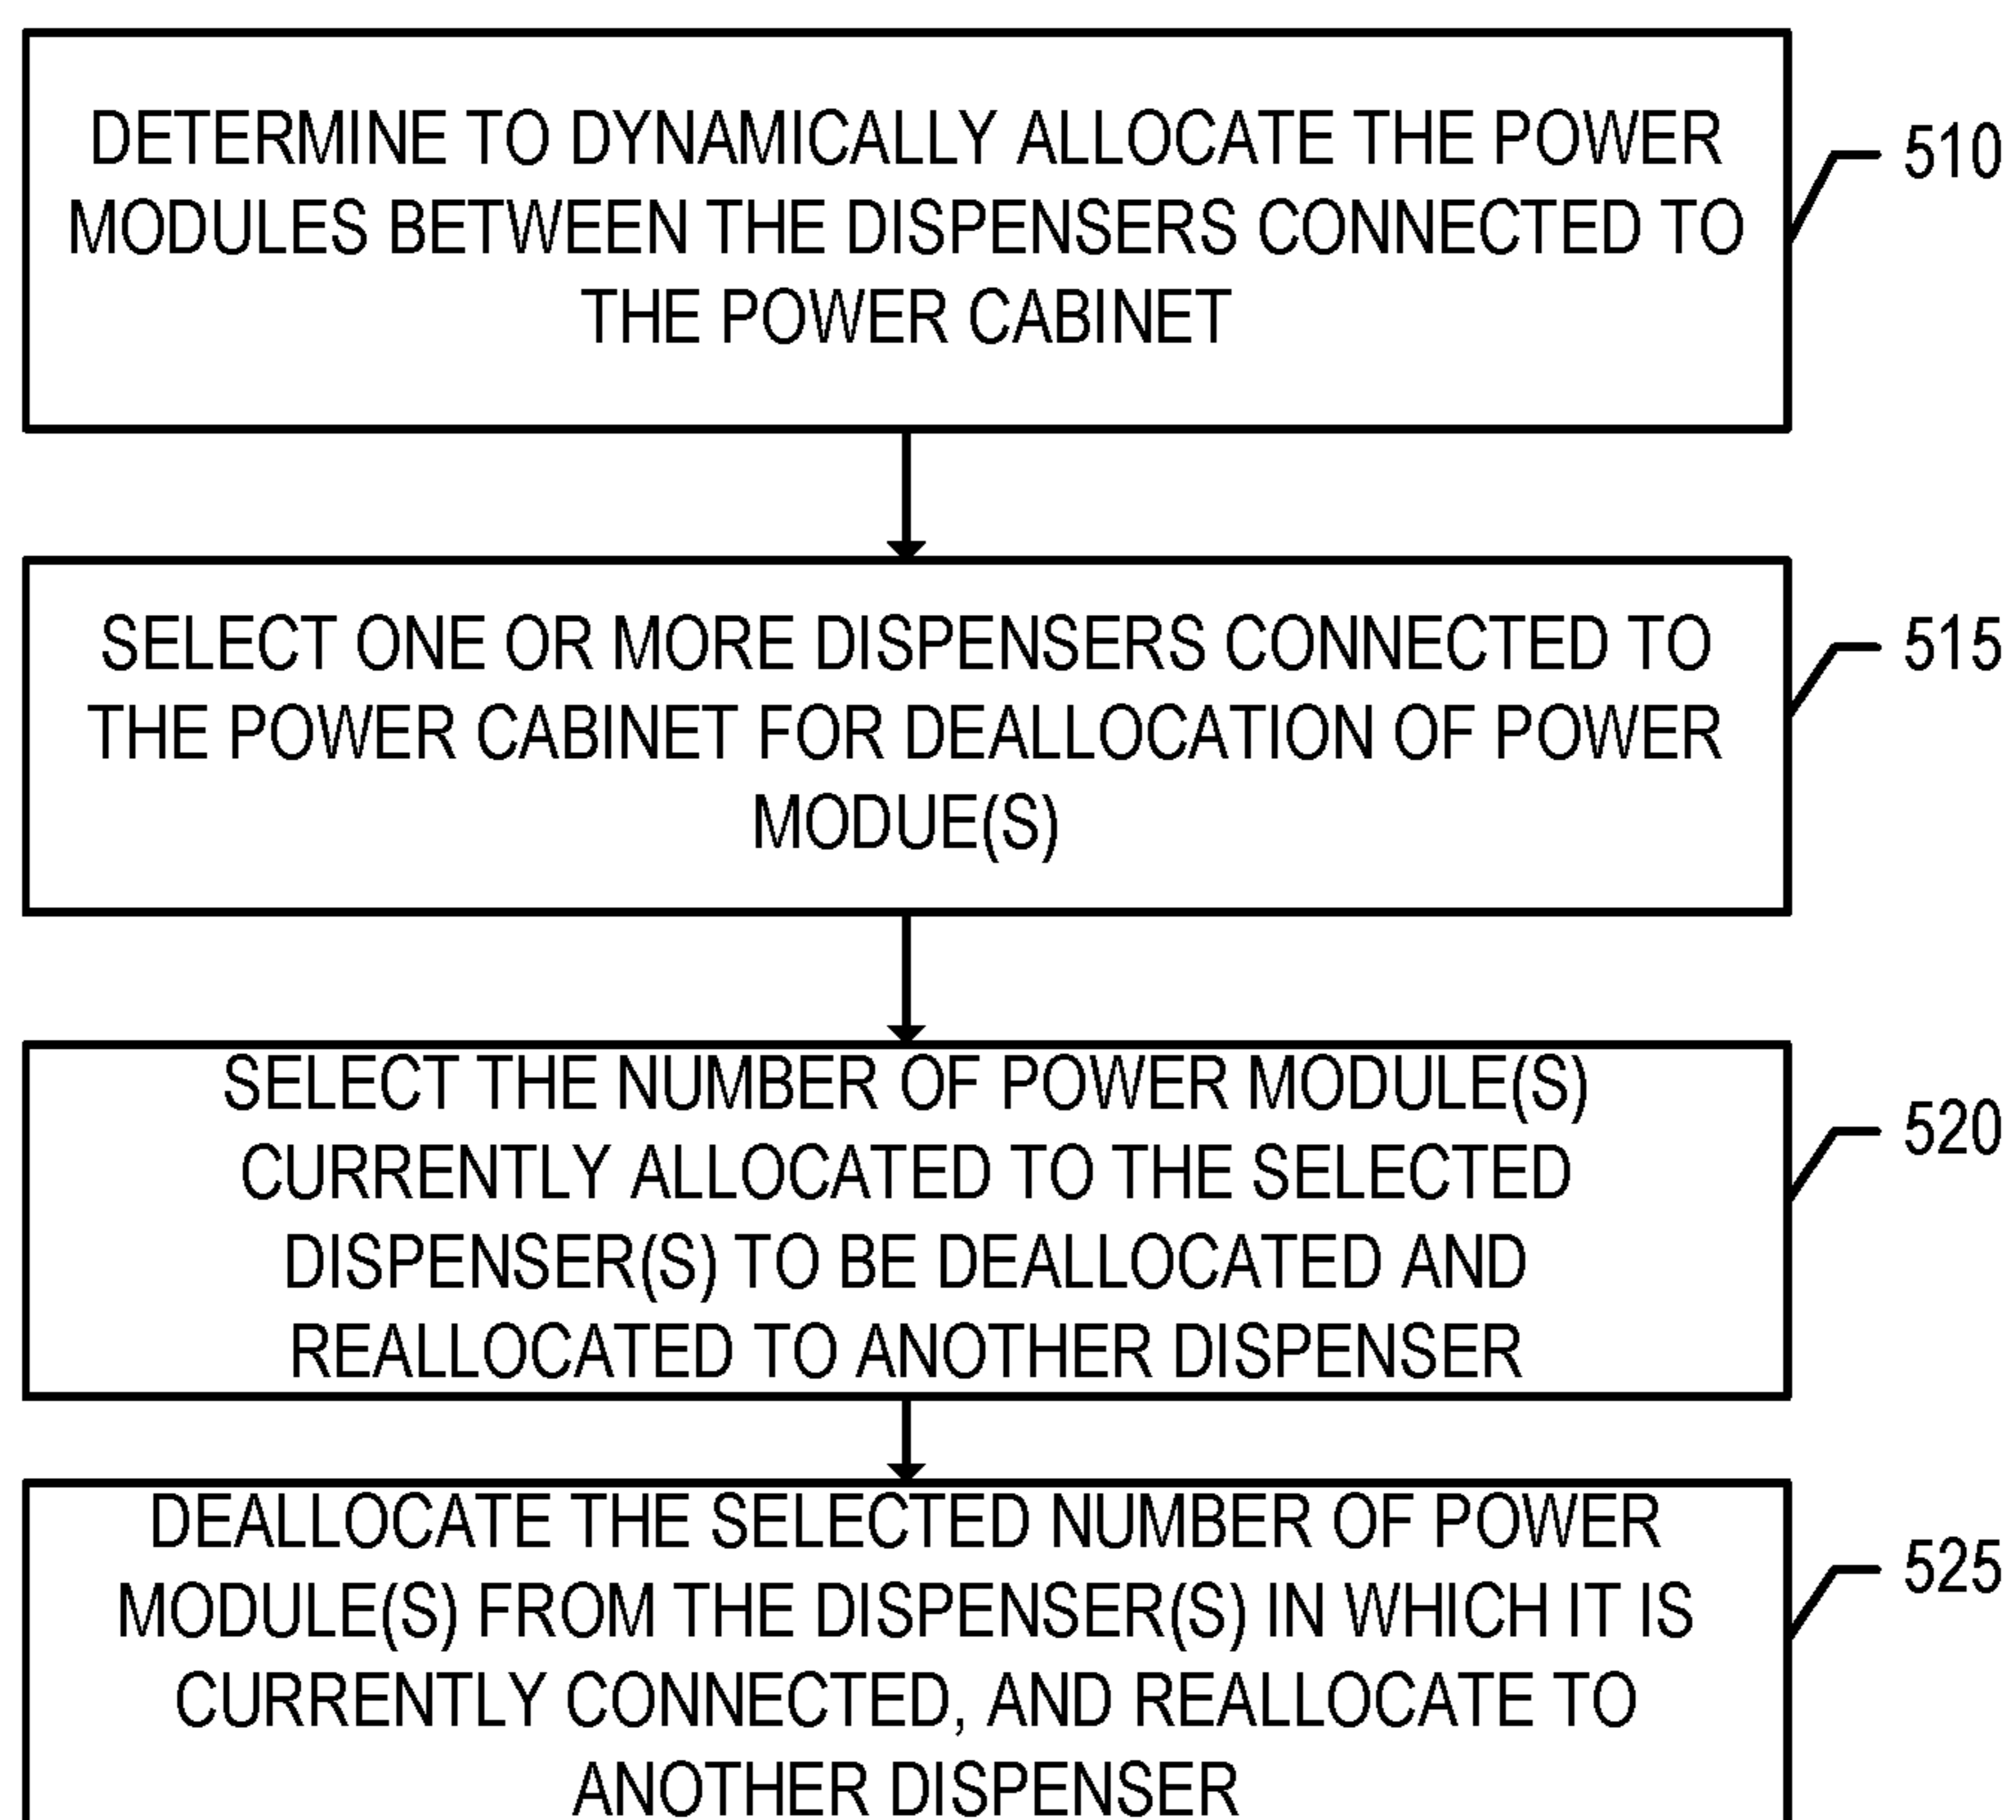 DETERMINE TO DYNAMICALLY ALLOCATE THE POWER
MODULES BETWEEN THE DISPENSERS CONNECTED TO
THE POWER CABINET
510
SELECT ONE OR MORE DISPENSERS CONNECTED TO
THE POWER CABINET FOR DEALLOCATION OF POWER
MODUE(S)
515
SELECT THE NUMBER OF POWER MODULE(S)
CURRENTLY ALLOCATED TO THE SELECTED
DISPENSER(S) TO BE DEALLOCATED AND
REALLOCATED TO ANOTHER DISPENSER
520
DEALLOCATE THE SELECTED NUMBER OF POWER
MODULE(S) FROM THE DISPENSER(S) IN WHICH IT IS
CURRENTLY CONNECTED, AND REALLOCATE TO
ANOTHER DISPENSER
525